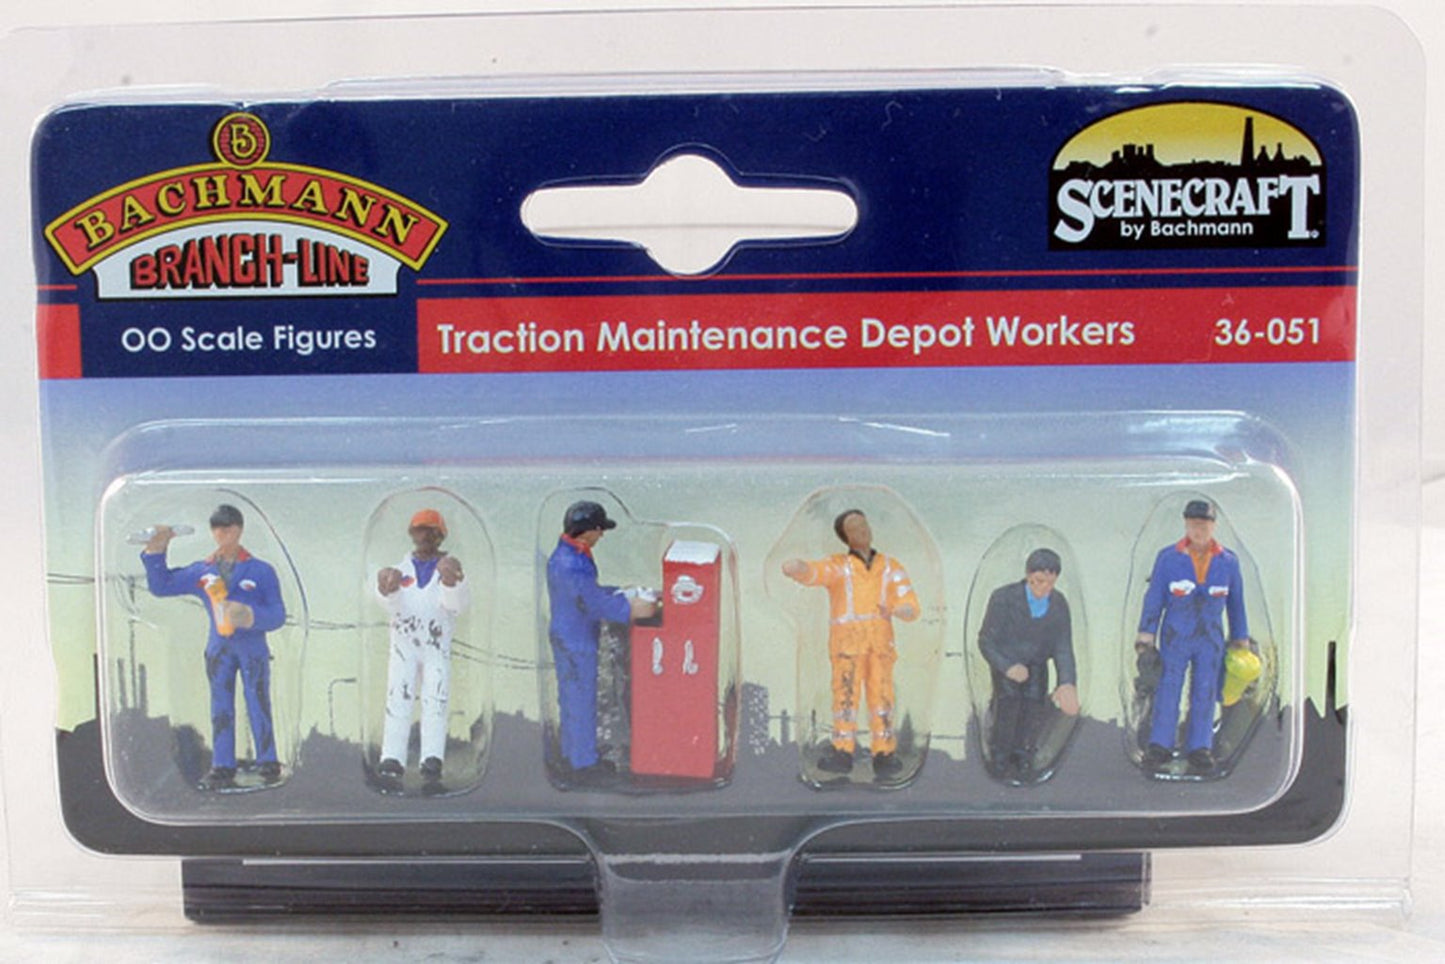 B
BACHMANN
BRANCH-LINE
SCENECRAFT
by Bachmann
OO Scale Figures
Traction Maintenance Depot Workers
36-051